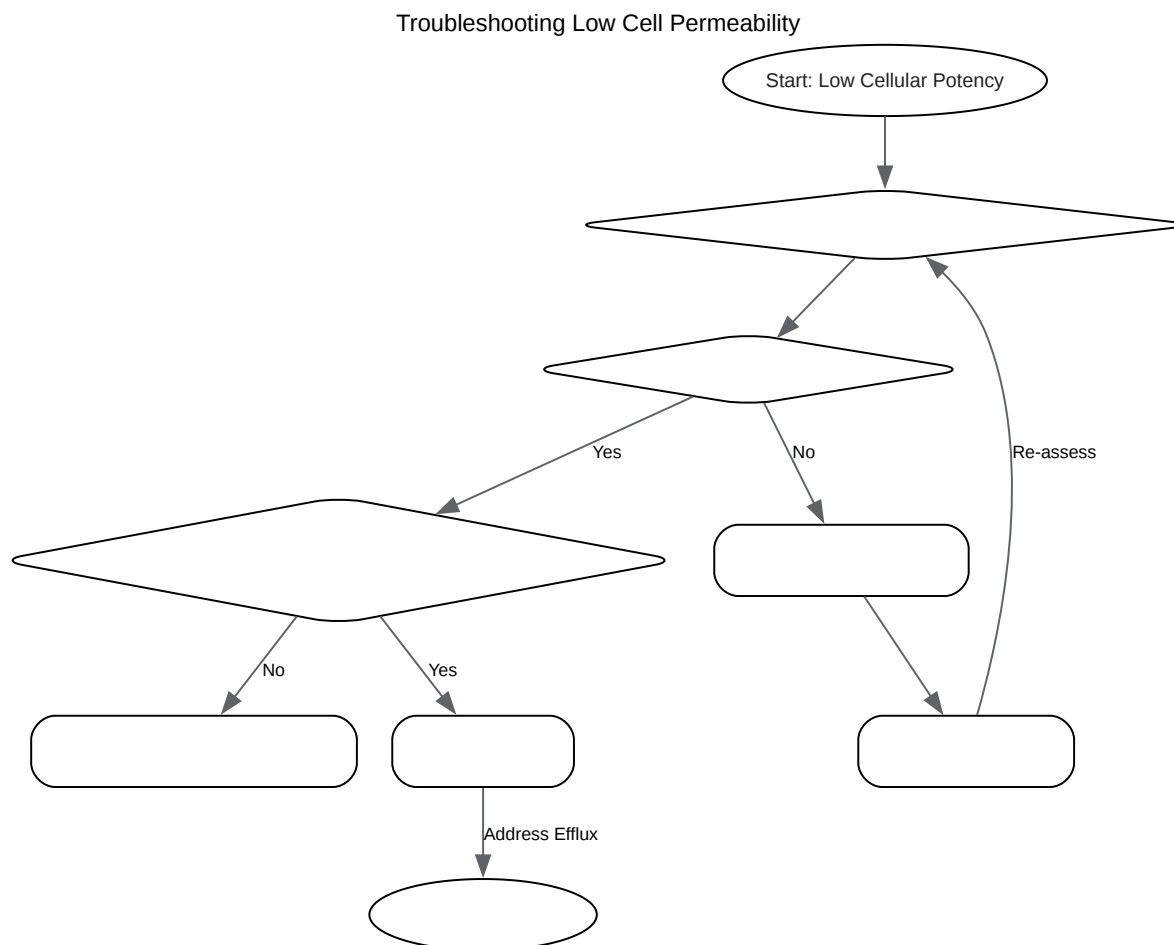 Troubleshooting Low Cell Permeability
Start: Low Cellular Potency
Yes
No
Re-assess
No
Yes
Address Efflux